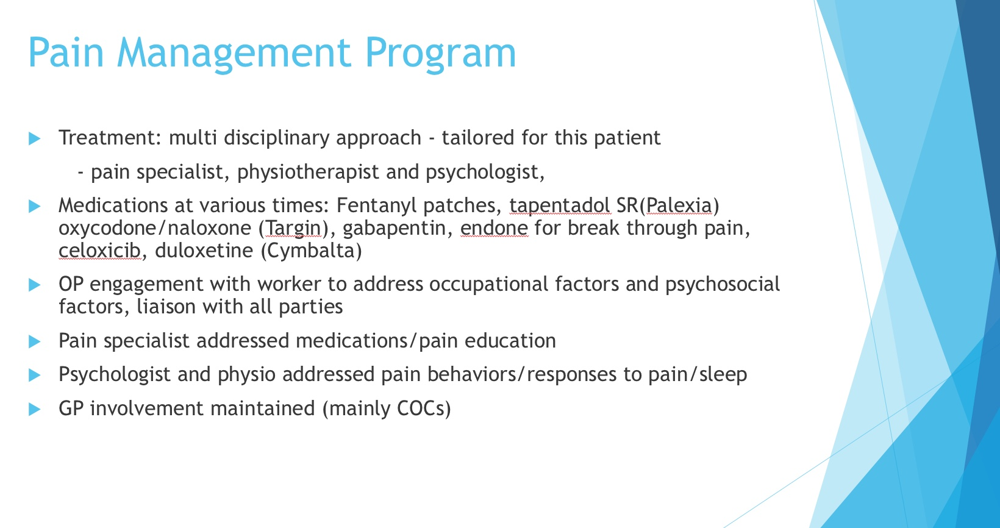 Pain Management Program
Treatment: multi disciplinary approach - tailored for this patient
- pain specialist, physiotherapist and psychologist,
Medications at various times: Fentanyl patches, tapentadol SR(Palexia)
oxycodone/naloxone (Targin), gabapentin, endone for break through pain,
celoxicib, duloxetine (Cymbalta)
OP engagement with worker to address occupational factors and psychosocial
factors, liaison with all parties
Pain specialist addressed medications/pain education
Psychologist and physio addressed pain behaviors/responses to pain/sleep
GP involvement maintained (mainly COCs)